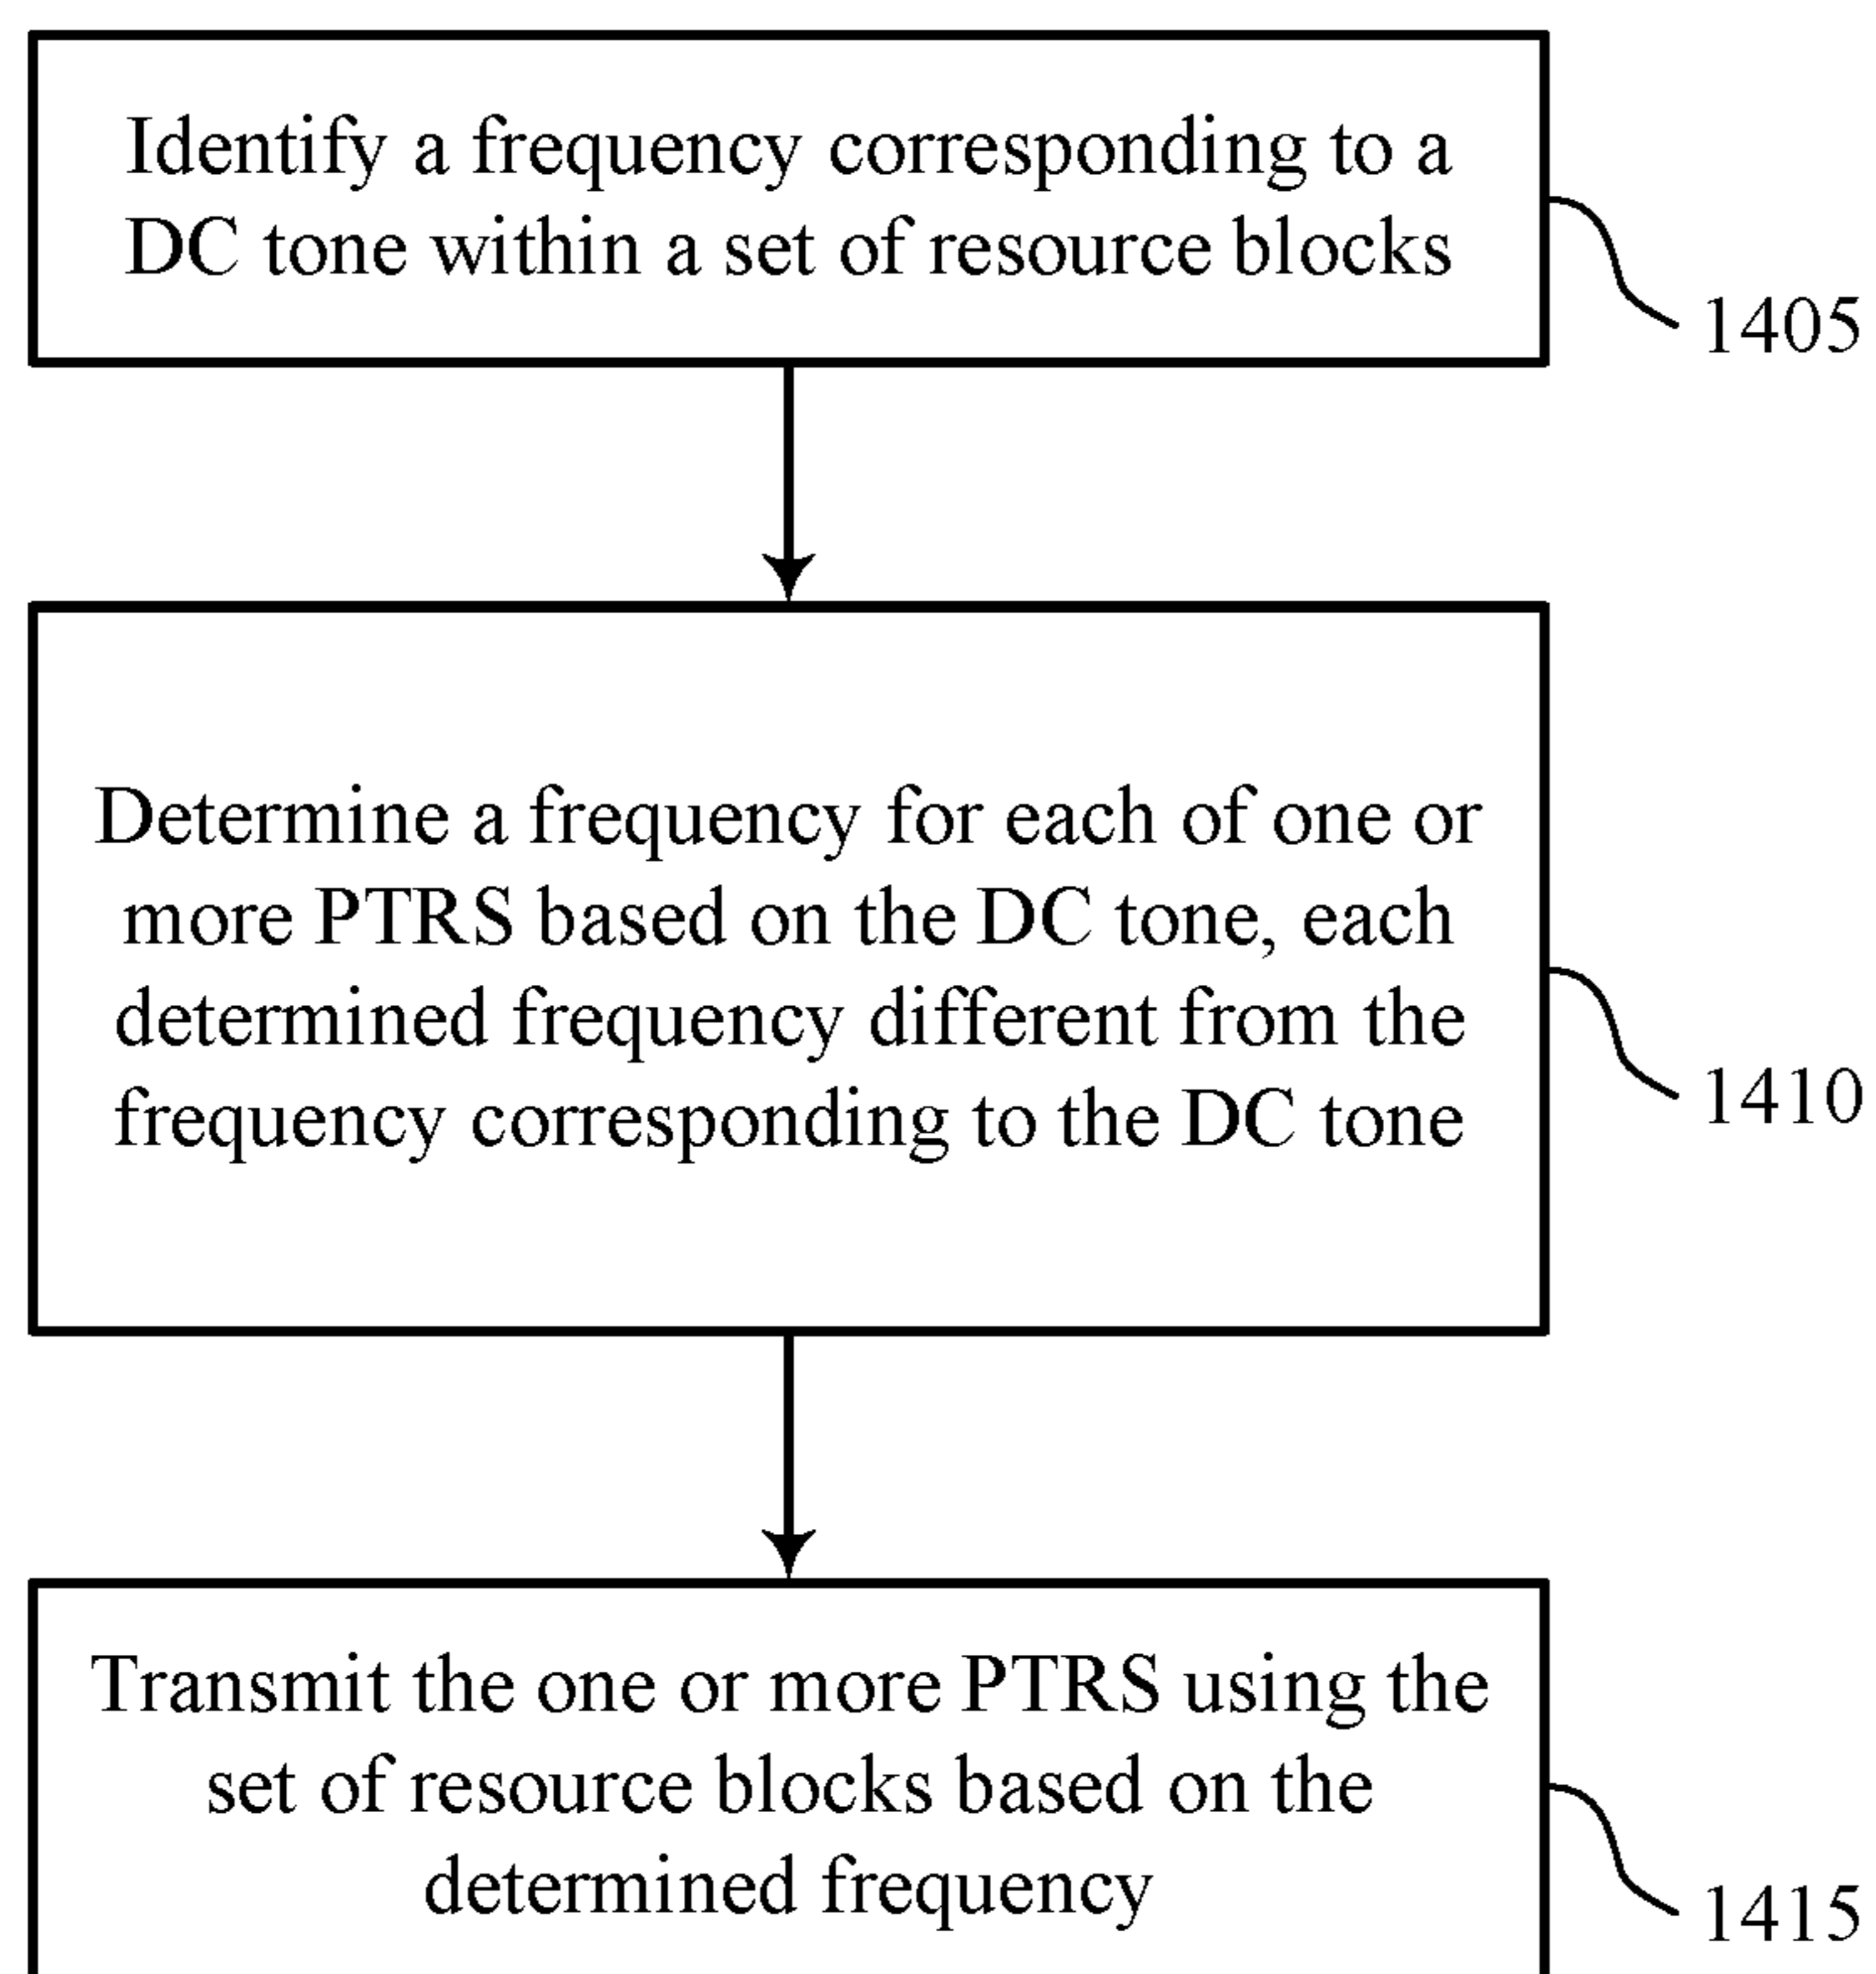 Identify a frequency corresponding to a
DC tone within a set of resource blocks
1405
Determine a frequency for each of one or
more PTRS based on the DC tone, each
determined frequency different from the
frequency corresponding to the DC tone
1410
Transmit the one or more PTRS using the
set of resource blocks based on the
determined frequency
1415